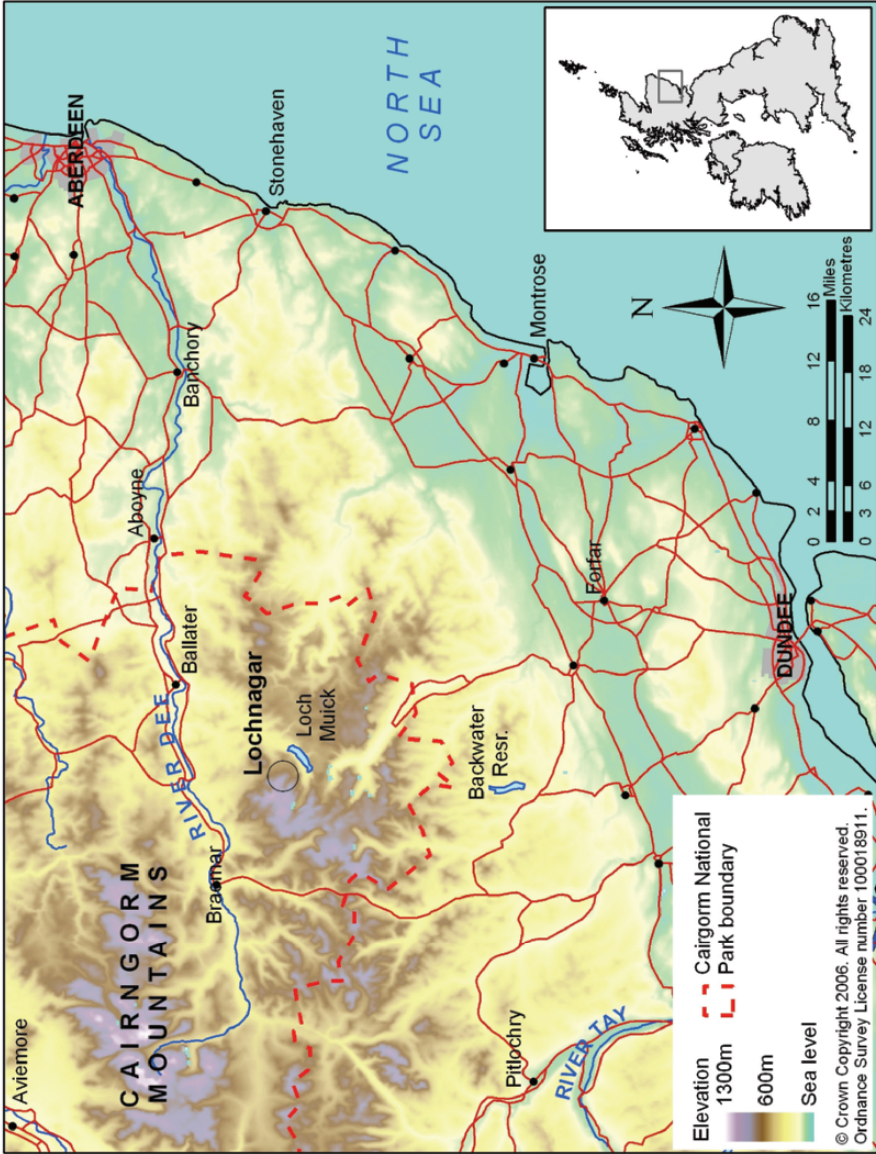 Aviemore
CAIRNGORM
MOUNTAINS
Braemar
RIVER DEE
Ballater
Aboyne
Banchory
ABERDEEN
Lochnagar
Loch
Muick
Stonehaven
NORTH
SEA
Backwater
Resr.
Pitlochry
RIVER TAY
Forfar
Montrose
DUNDEE
N
0 2 4 8 12 16
Miles
Kilometres
0 3 6 12 18 24
Elevation
1300m
600m
Sea level
Cairgorm National
Park boundary
© Crown Copyright 2006. All rights reserved.
Ordnance Survey License number 100018911.